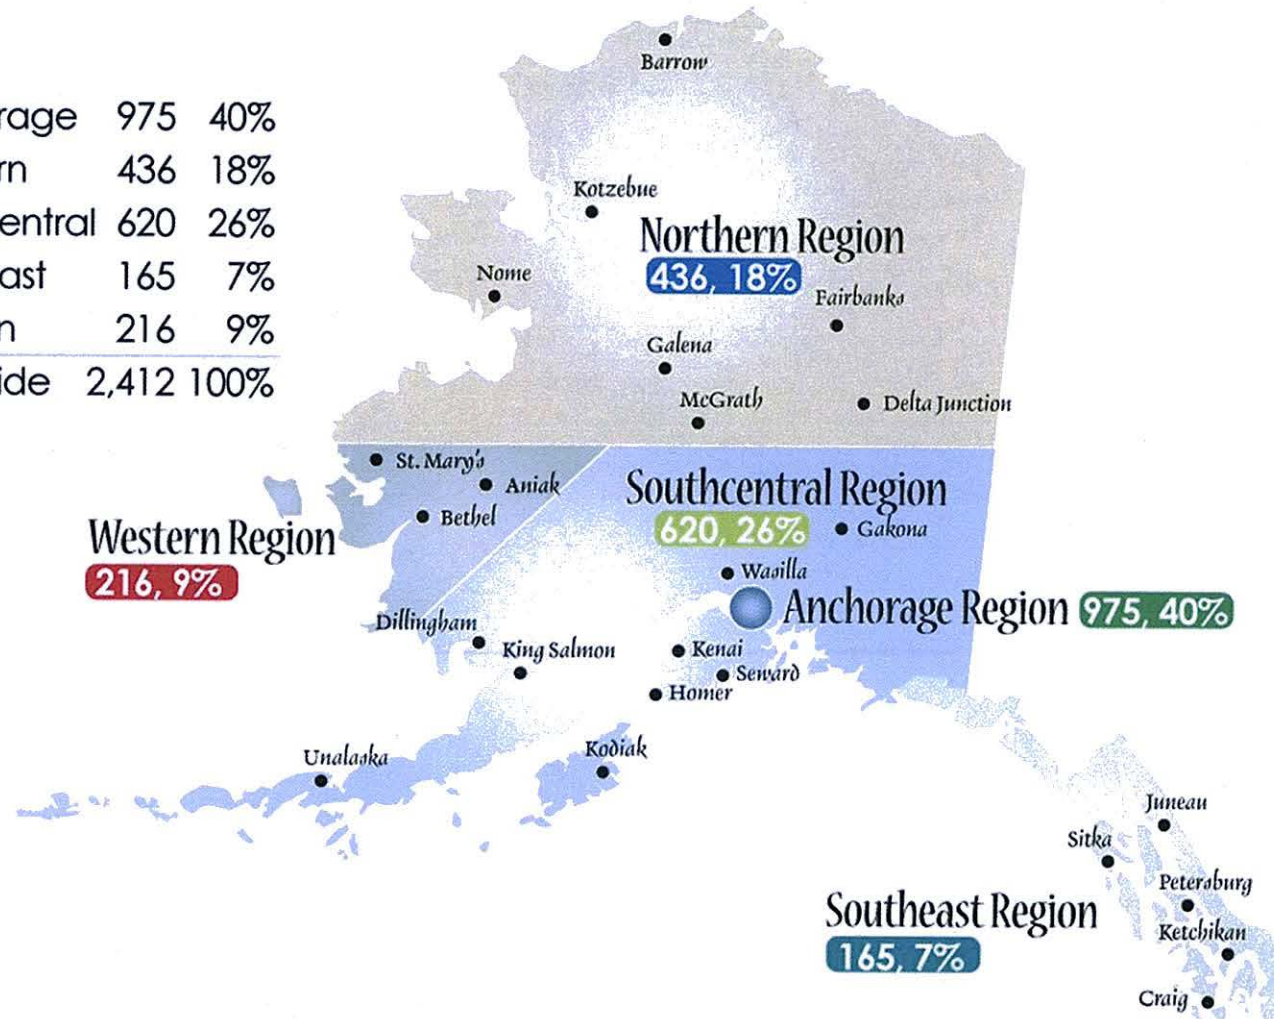 rage 975 40%
rn 436 18%
entral 620 26%
ast 165 7%
n 216 9%
ide 2,412 100%
Barrow
Kotzebue
Northern Region
436, 18%
Nome
Fairbanks
Galena
McGrath
Delta Junction
St. Mary's
Aniak
Bethel
Southcentral Region
620, 26%
Gakona
Western Region
216, 9%
Wasilla
Anchorage Region 975, 40%
Dillingham
King Salmon
Kenai
Seward
Homer
Unalaska
Kodiak
Juneau
Sitka
Petersburg
Southeast Region
165, 7%
Ketchikan
Craig